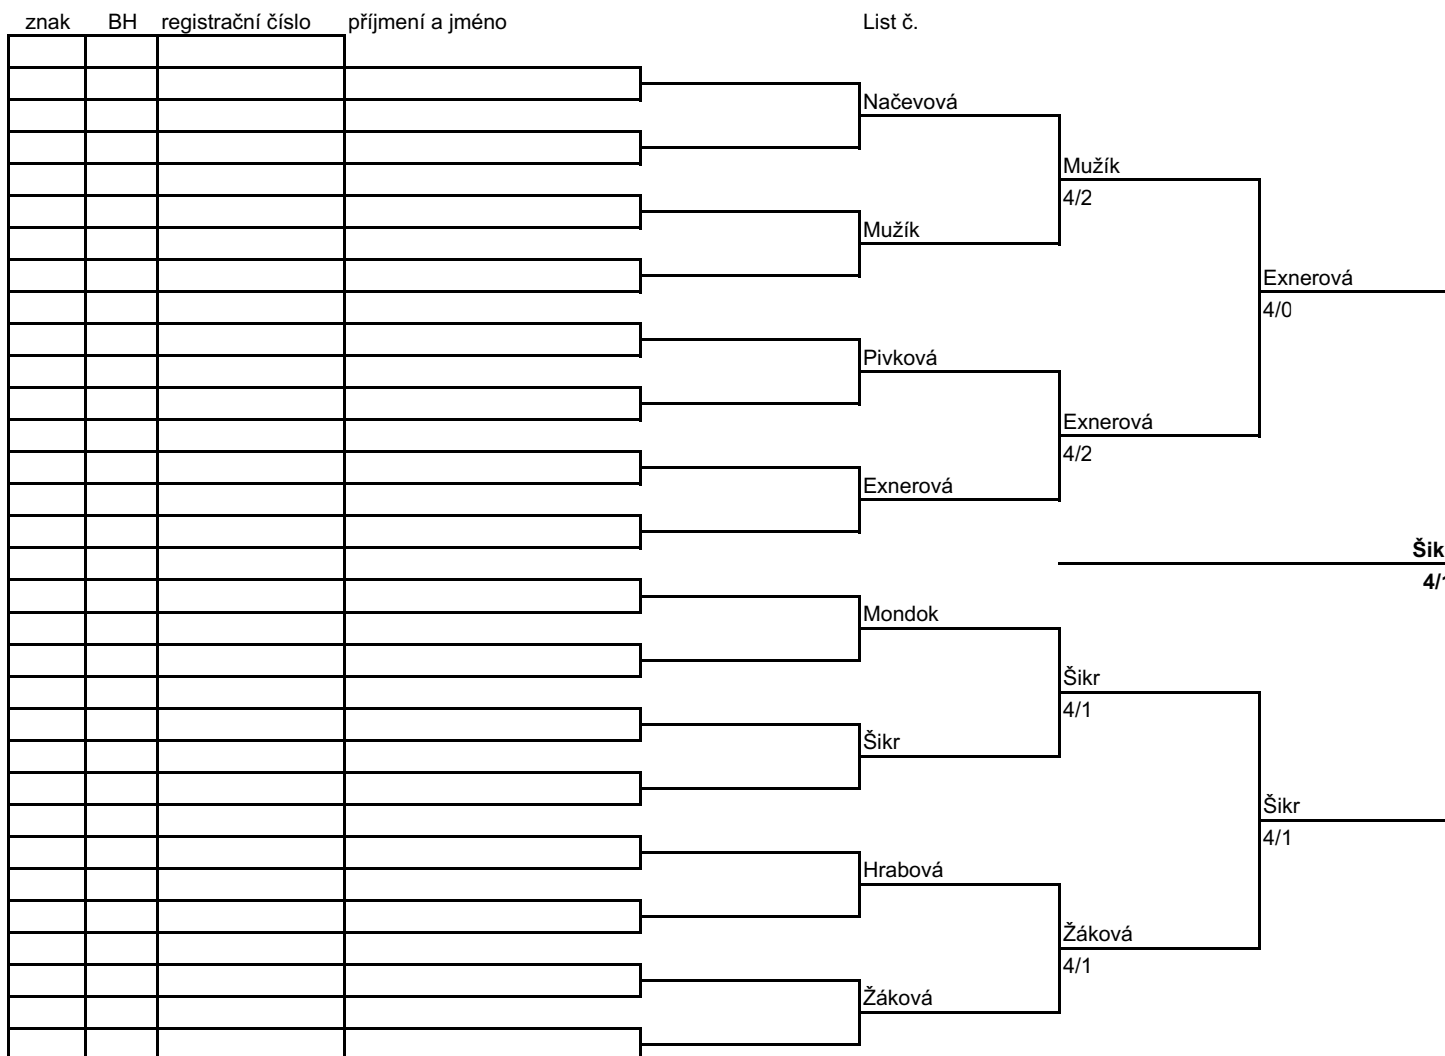 znak BH registrační číslo příjmení a jméno List č.
Načevová
Mužík
4/2
Mužík
Exnerová
4/0
Pivková
Exnerová
4/2
Exnerová
Mondok
Šikr
4/1
Šikr
Šikr
4/1
Hrabová
Žáková
4/1
Žáková